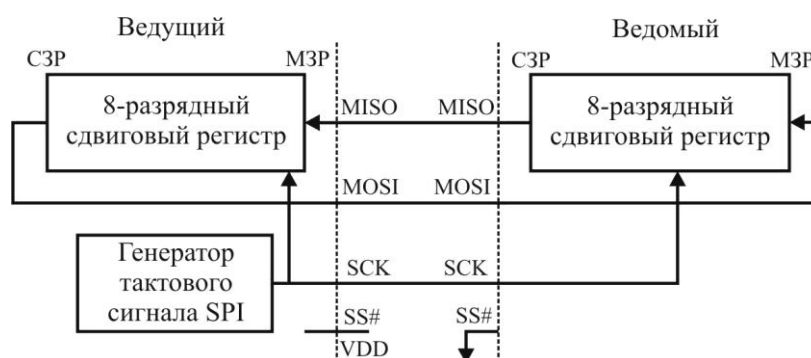 Ведущий
Ведомый
СЗР
МЗР
СЗР
МЗР
8-разрядный
сдвиговый регистр
MISO
MISO
8-разрядный
сдвиговый регистр
MOSI
MOSI
Генератор
тактового
сигнала SPI
SCK
SCK
SS#
SS#
VDD